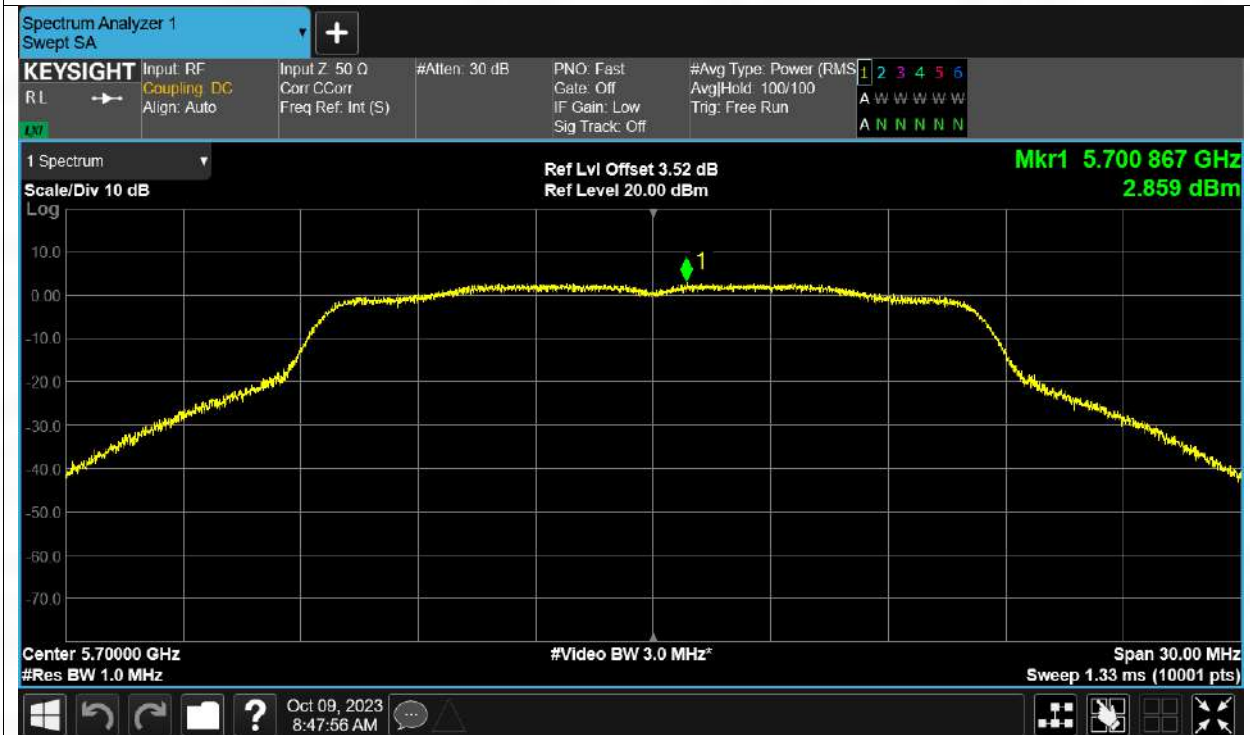 Spectrum Analyzer 1
Swept SA
+
KEYSIGHT
RL
LXI
Input: RF
Coupling: DC
Align: Auto
Input Z: 50 Ω
Corr CCorr
Freq Ref: Int (S)
#Atten: 30 dB
PNO: Fast
Gate: Off
IF Gain: Low
Sig Track: Off
#Avg Type: Power (RMS
Avg|Hold: 100/100
Trig: Free Run
1 2 3 4 5 6
A W W W W W
A N N N N N
1 Spectrum
Scale/Div 10 dB
Log
Ref Lvl Offset 3.52 dB
Ref Level 20.00 dBm
Mkr1 5.700 867 GHz
2.859 dBm
1
10.0
0.00
-10.0
-20.0
-30.0
-40.0
-50.0
-60.0
-70.0
Center 5.70000 GHz
#Res BW 1.0 MHz
#Video BW 3.0 MHz*
Span 30.00 MHz
Sweep 1.33 ms (10001 pts)
?
Oct 09, 2023
8:47:56 AM